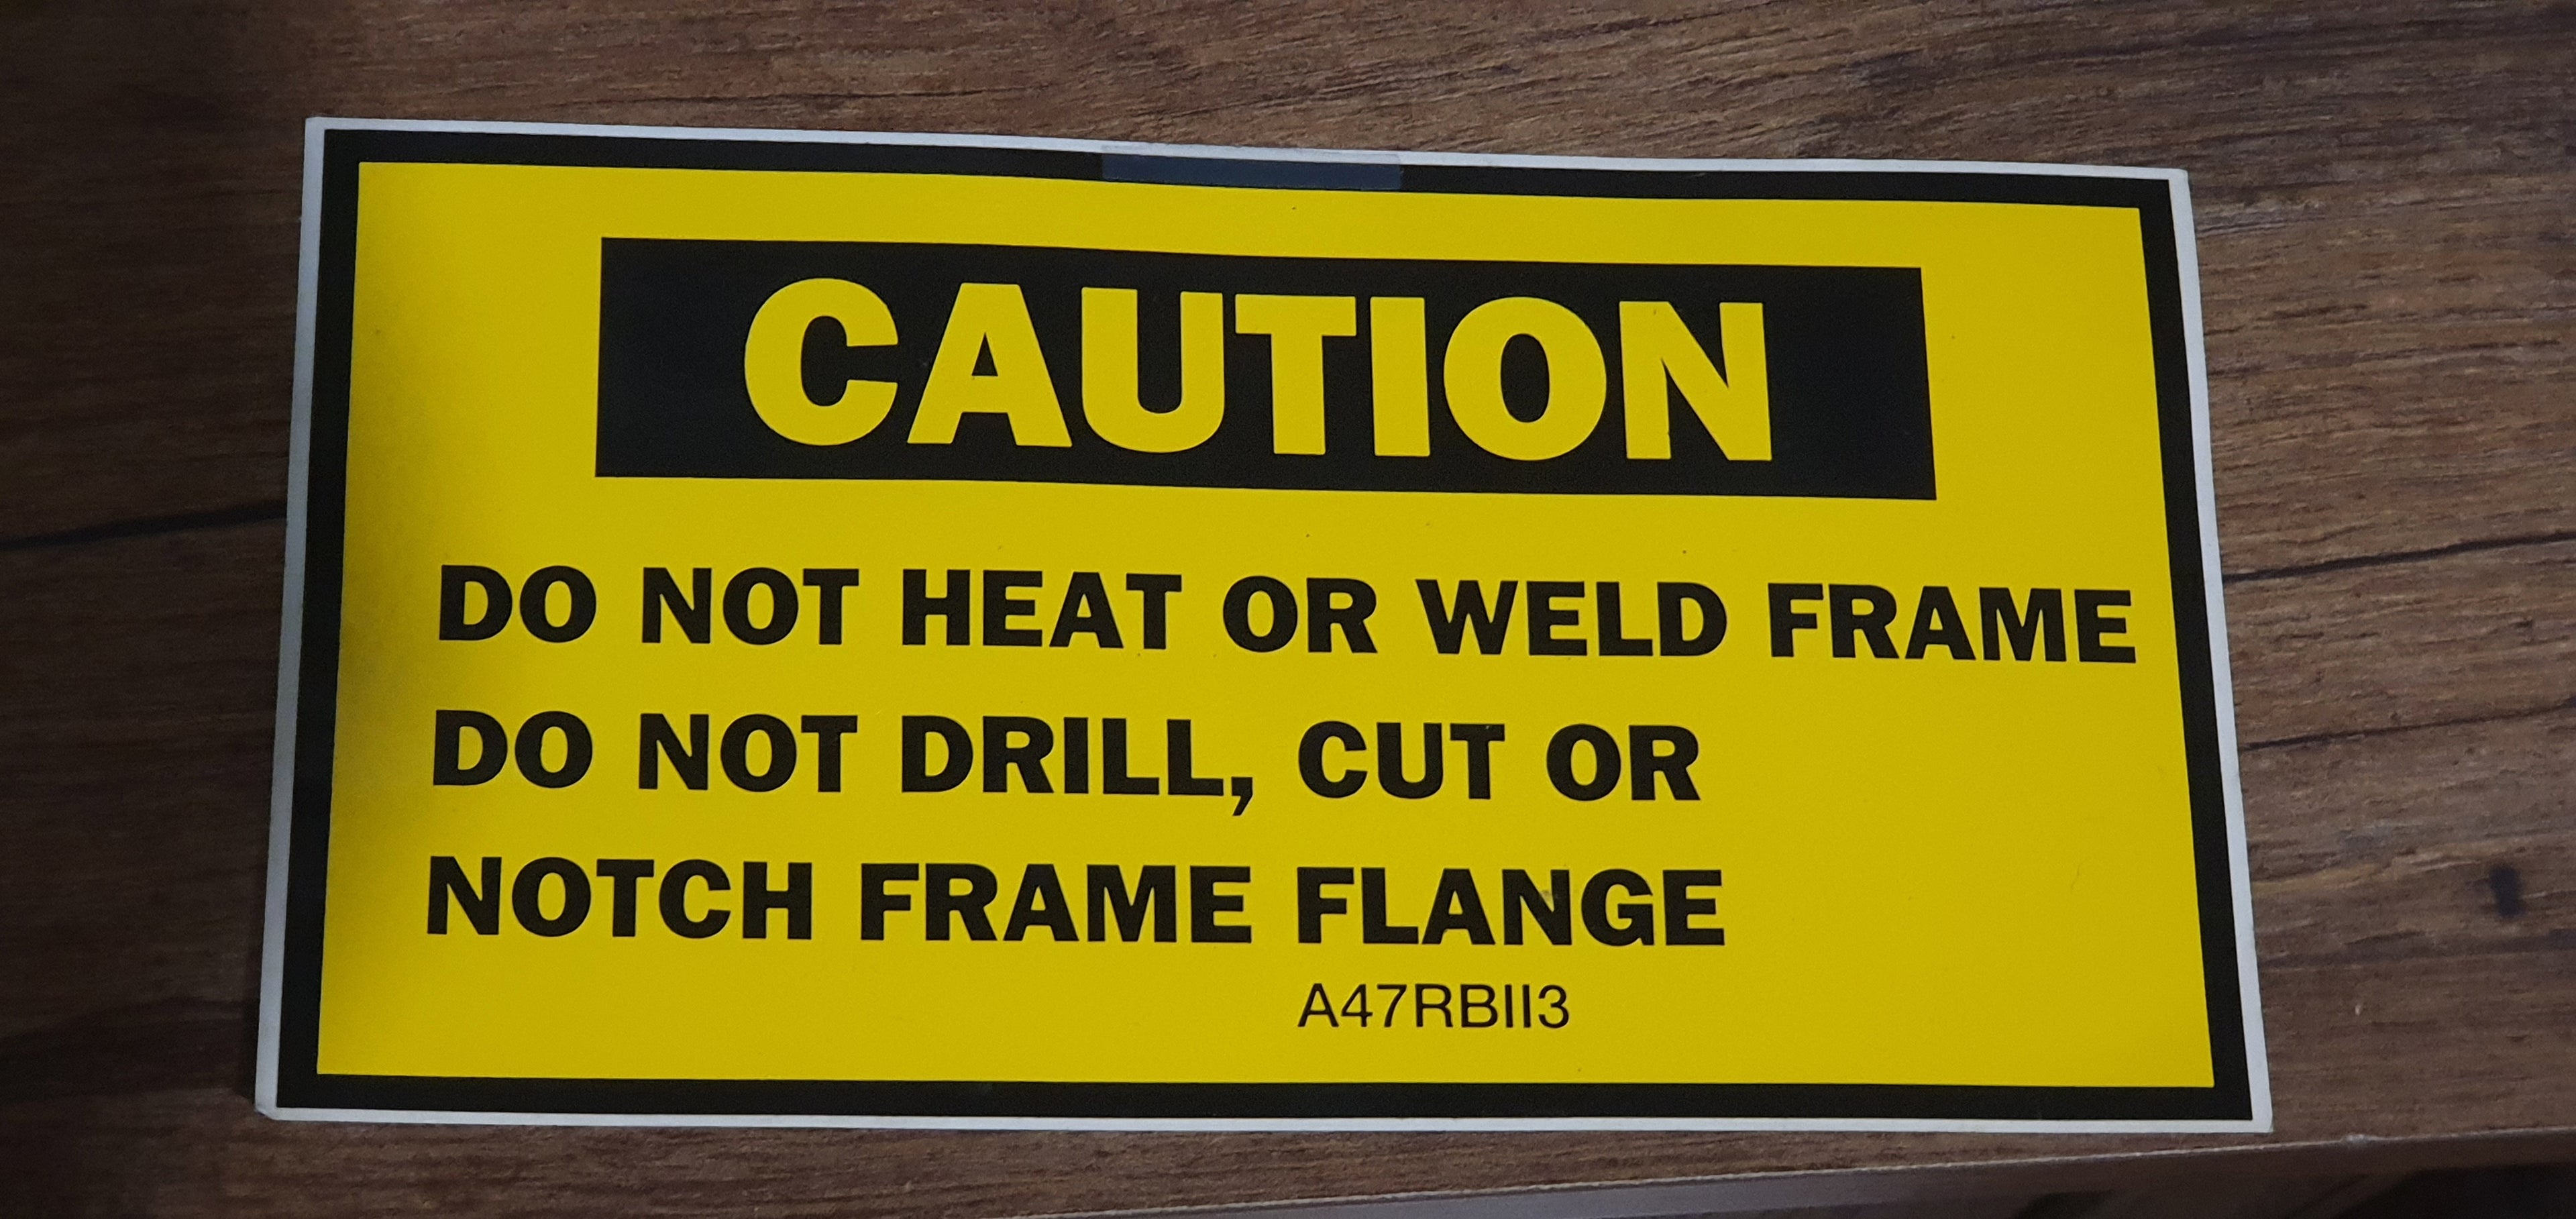 CAUTION
DO NOT HEAT OR WELD FRAME
DO NOT DRILL, CUT OR
NOTCH FRAME FLANGE
A47RBII3